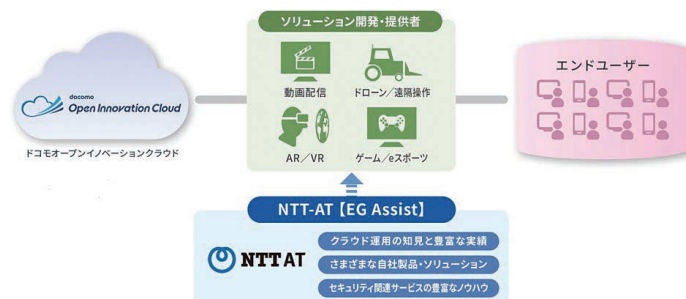 ソリューション開発・提供者
動画配信
ドローン／遠隔操作
AR／VR
ゲーム／eスポーツ
docomo
Open Innovation Cloud
ドコモオープンイノベーションクラウド
エンドユーザー
NTT-AT【EG Assist】
NTT AT
クラウド運用の知見と豊富な実績
さまざまな自社製品・ソリューション
セキュリティ関連サービスの豊富なノウハウ